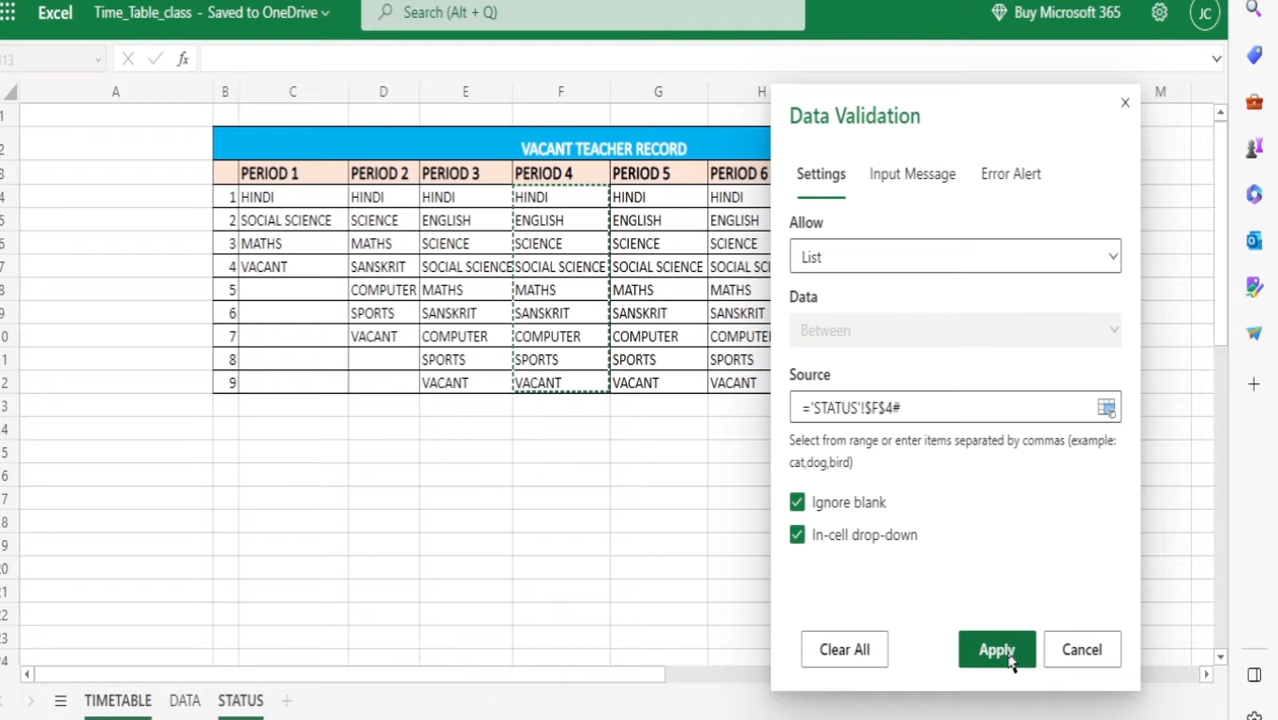 Excel Time_Table_class - Saved to OneDrive Search (Alt + Q) Buy Microsoft 365 JC
fx
A B C D E F G H M
VACANT TEACHER RECORD
PERIOD 1 PERIOD 2 PERIOD 3 PERIOD 4 PERIOD 5 PERIOD 6
1 HINDI HINDI HINDI HINDI HINDI HINDI
2 SOCIAL SCIENCE SCIENCE ENGLISH ENGLISH ENGLISH ENGLISH
3 MATHS MATHS SCIENCE SCIENCE SCIENCE SCIENCE
4 VACANT SANSKRIT SOCIAL SCIENCE SOCIAL SCIENCE SOCIAL SCIENCE SOCIAL SCI
5 COMPUTER MATHS MATHS MATHS MATHS
6 SPORTS SANSKRIT SANSKRIT SANSKRIT SANSKRIT
7 VACANT COMPUTER COMPUTER COMPUTER COMPUTE
8 SPORTS SPORTS SPORTS SPORTS
9 VACANT VACANT VACANT VACANT
Data Validation
Settings Input Message Error Alert
Allow
List
Data
Between
Source
='STATUS'!$F$4#
Select from range or enter items separated by commas (example:
cat,dog,bird)
Ignore blank
In-cell drop-down
Clear All Apply Cancel
TIMETABLE DATA STATUS